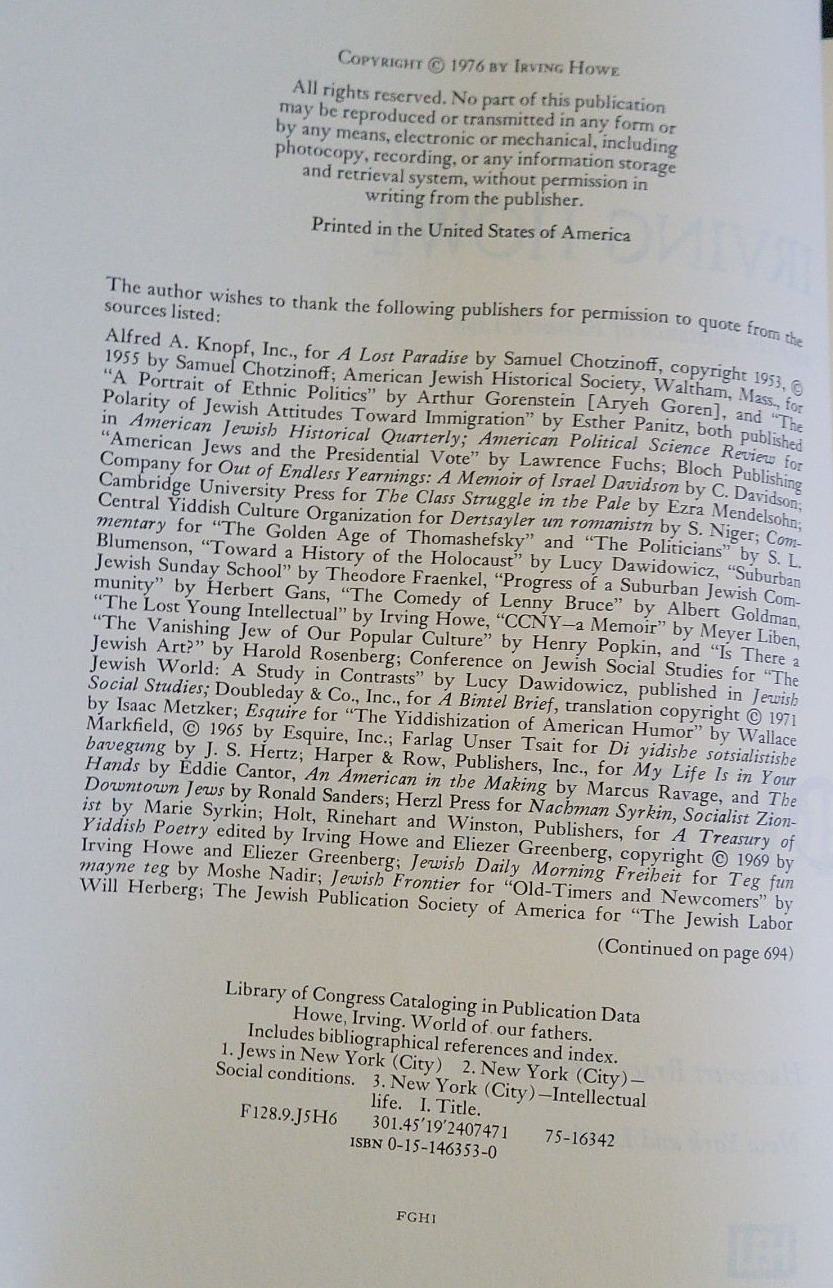 COPYRIGHT © 1976 BY IRVING HOWE
All rights reserved. No part of this publication
may be reproduced or transmitted in any form or
by any means, electronic or mechanical, including
photocopy, recording, or any information storage
and retrieval system, without permission in
writing from the publisher.
Printed in the United States of America
The author wishes to thank the following publishers for permission to quote from the
sources listed:
Alfred A. Knopf, Inc., for A Lost Paradise by Samuel Chotzinoff, copyright 1953, ©
1955 by Samuel Chotzinoff; American Jewish Historical Society, Waltham, Mass., for
“A Portrait of Ethnic Politics” by Arthur Gorenstein [Aryeh Goren], and “The
Polarity of Jewish Attitudes Toward Immigration” by Esther Panitz, both published
in American Jewish Historical Quarterly; American Political Science Review for
“American Jews and the Presidential Vote” by Lawrence Fuchs; Bloch Publishing
Company for Out of Endless Yearnings: A Memoir of Israel Davidson by C. Davidson;
Cambridge University Press for The Class Struggle in the Pale by Ezra Mendelsohn;
Central Yiddish Culture Organization for Dertsayler un romanistn by S. Niger; Com-
mentary for “The Golden Age of Thomashefsky” and “The Politicians” by S. L.
Blumenson, “Toward a History of the Holocaust” by Lucy Dawidowicz, “Suburban
Jewish Sunday School” by Theodore Fraenkel, “Progress of a Suburban Jewish Com-
munity” by Herbert Gans, “The Comedy of Lenny Bruce” by Albert Goldman,
“The Lost Young Intellectual” by Irving Howe, “CCNY—a Memoir” by Meyer Liben,
“The Vanishing Jew of Our Popular Culture” by Henry Popkin, and “Is There a
Jewish Art?” by Harold Rosenberg; Conference on Jewish Social Studies for “The
Jewish World: A Study in Contrasts” by Lucy Dawidowicz, published in Jewish
Social Studies; Doubleday & Co., Inc., for A Bintel Brief, translation copyright © 1971
by Isaac Metzker; Esquire for “The Yiddishization of American Humor” by Wallace
Markfield, © 1965 by Esquire, Inc.; Farlag Unser Tsait for Di yidishe sotsialistishe
bavegung by J. S. Hertz; Harper & Row, Publishers, Inc., for My Life Is in Your
Hands by Eddie Cantor, An American in the Making by Marcus Ravage, and The
Downtown Jews by Ronald Sanders; Herzl Press for Nachman Syrkin, Socialist Zion-
ist by Marie Syrkin; Holt, Rinehart and Winston, Publishers, for A Treasury of
Yiddish Poetry edited by Irving Howe and Eliezer Greenberg, copyright © 1969 by
Irving Howe and Eliezer Greenberg; Jewish Daily Morning Freiheit for Teg fun
mayne teg by Moshe Nadir; Jewish Frontier for “Old-Timers and Newcomers” by
Will Herberg; The Jewish Publication Society of America for “The Jewish Labor
(Continued on page 694)
Library of Congress Cataloging in Publication Data
Howe, Irving. World of our fathers.
Includes bibliographical references and index.
1. Jews in New York (City) 2. New York (City)—
Social conditions. 3. New York (City)—Intellectual
life. I. Title.
F128.9.J5H6 301.45'19'2407471 75-16342
ISBN 0-15-146353-0
FGHI